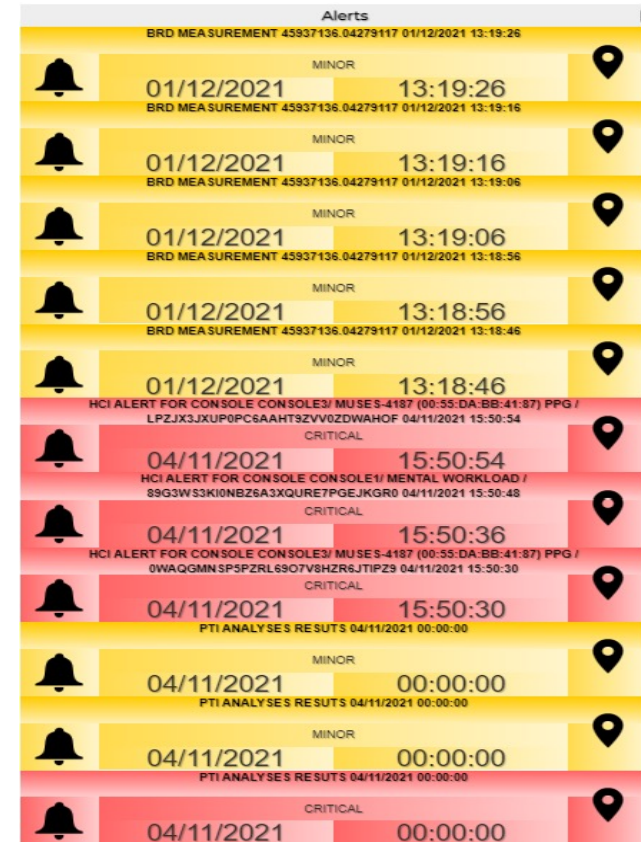 Alerts
BRD MEASUREMENT 45937136.04279117 01/12/2021 13:19:26
MINOR
01/12/2021 13:19:26
BRD MEASUREMENT 45937136.04279117 01/12/2021 13:19:16
MINOR
01/12/2021 13:19:16
BRD MEASUREMENT 45937136.04279117 01/12/2021 13:19:06
MINOR
01/12/2021 13:19:06
BRD MEASUREMENT 45937136.04279117 01/12/2021 13:18:56
MINOR
01/12/2021 13:18:56
BRD MEASUREMENT 45937136.04279117 01/12/2021 13:18:46
MINOR
01/12/2021 13:18:46
HCI ALERT FOR CONSOLE CONSOLE3/ MUSES-4187 (00:55:DA:BB:41:87) PPG /
LPZJX3JXUP0PC6AAHT9ZVV0ZDWAHOF 04/11/2021 15:50:54
CRITICAL
04/11/2021 15:50:54
HCI ALERT FOR CONSOLE CONSOLE1/ MENTAL WORKLOAD /
89G3WS3KI0NBZ6A3XQURE7PGEJKGR0 04/11/2021 15:50:48
CRITICAL
04/11/2021 15:50:36
HCI ALERT FOR CONSOLE CONSOLE3/ MUSES-4187 (00:55:DA:BB:41:87) PPG /
0WAQGMNSP5PZRL69O7V8HZR6JTIPZ9 04/11/2021 15:50:30
CRITICAL
04/11/2021 15:50:30
PTI ANALYSES RESUTS 04/11/2021 00:00:00
MINOR
04/11/2021 00:00:00
PTI ANALYSES RESUTS 04/11/2021 00:00:00
MINOR
04/11/2021 00:00:00
PTI ANALYSES RESUTS 04/11/2021 00:00:00
CRITICAL
04/11/2021 00:00:00